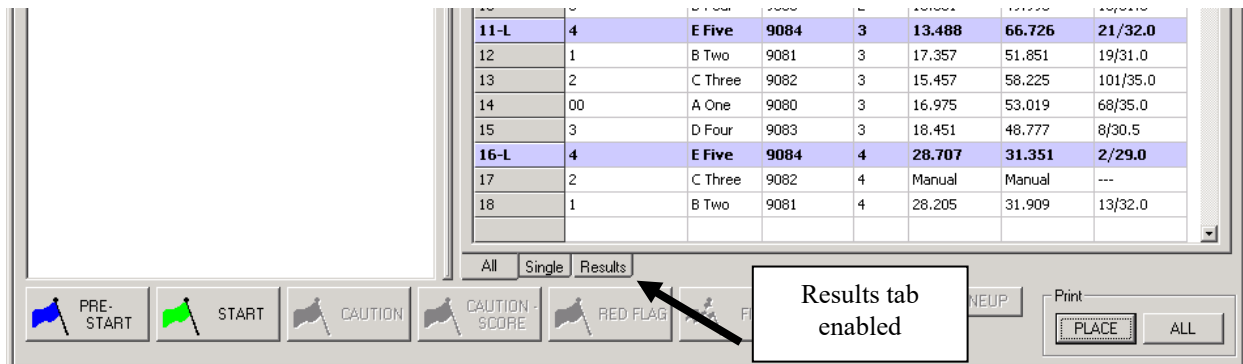 11-L 4 E Five 9084 3 13.488 66.726 21/32.0
12 1 B Two 9081 3 17.357 51.851 19/31.0
13 2 C Three 9082 3 15.457 58.225 101/35.0
14 00 A One 9080 3 16.975 53.019 68/35.0
15 3 D Four 9083 3 18.451 48.777 8/30.5
16-L 4 E Five 9084 4 28.707 31.351 2/29.0
17 2 C Three 9082 4 Manual Manual ---
18 1 B Two 9081 4 28.205 31.909 13/32.0
All Single Results
PRE-
START
START
CAUTION
CAUTION -
SCORE
RED FLAG
Results tab
enabled
Print
PLACE ALL